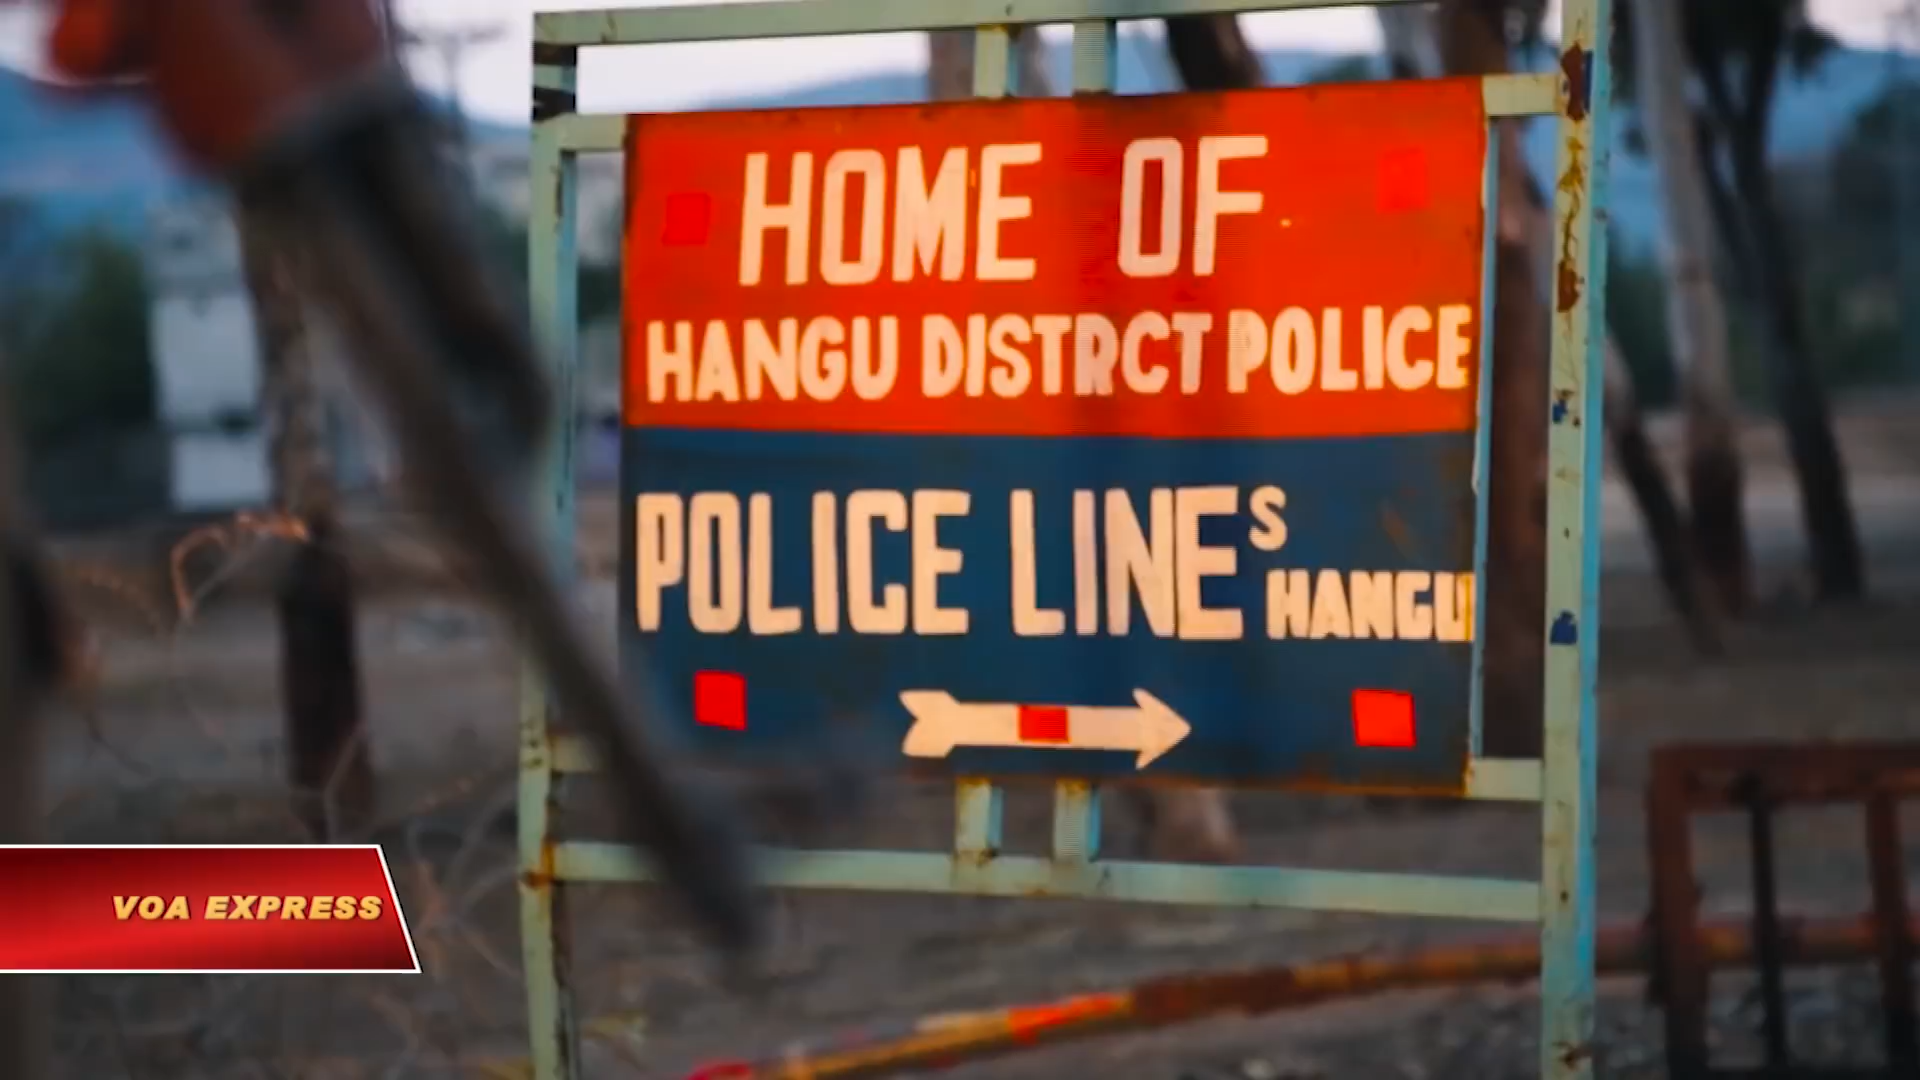 HOME OF
HANGU DISTRCT POLICE
POLICE LINES
HANGU
VOA EXPRESS